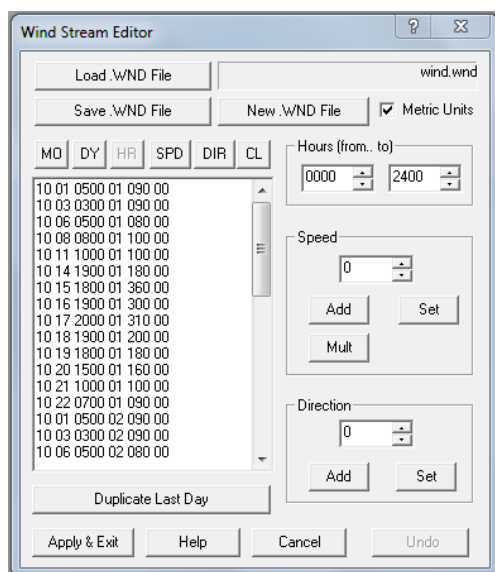 Wind Stream Editor
?
Load .WND File
wind.wnd
Save .WND File
New .WND File
Metric Units
MO DY HR SPD DIR CL
10 01 0500 01 090 00
10 03 0300 01 090 00
10 06 0500 01 080 00
10 08 0800 01 100 00
10 11 1000 01 100 00
10 14 1900 01 180 00
10 15 1800 01 360 00
10 16 1900 01 300 00
10 17 2000 01 310 00
10 18 1900 01 200 00
10 19 1800 01 180 00
10 20 1500 01 160 00
10 21 1000 01 100 00
10 22 0700 01 090 00
10 01 0500 02 090 00
10 03 0300 02 090 00
10 06 0500 02 080 00
Hours (from.. to)
0000 2400
Speed
0
Add Set
Mult
Direction
0
Add Set
Duplicate Last Day
Apply & Exit Help Cancel Undo